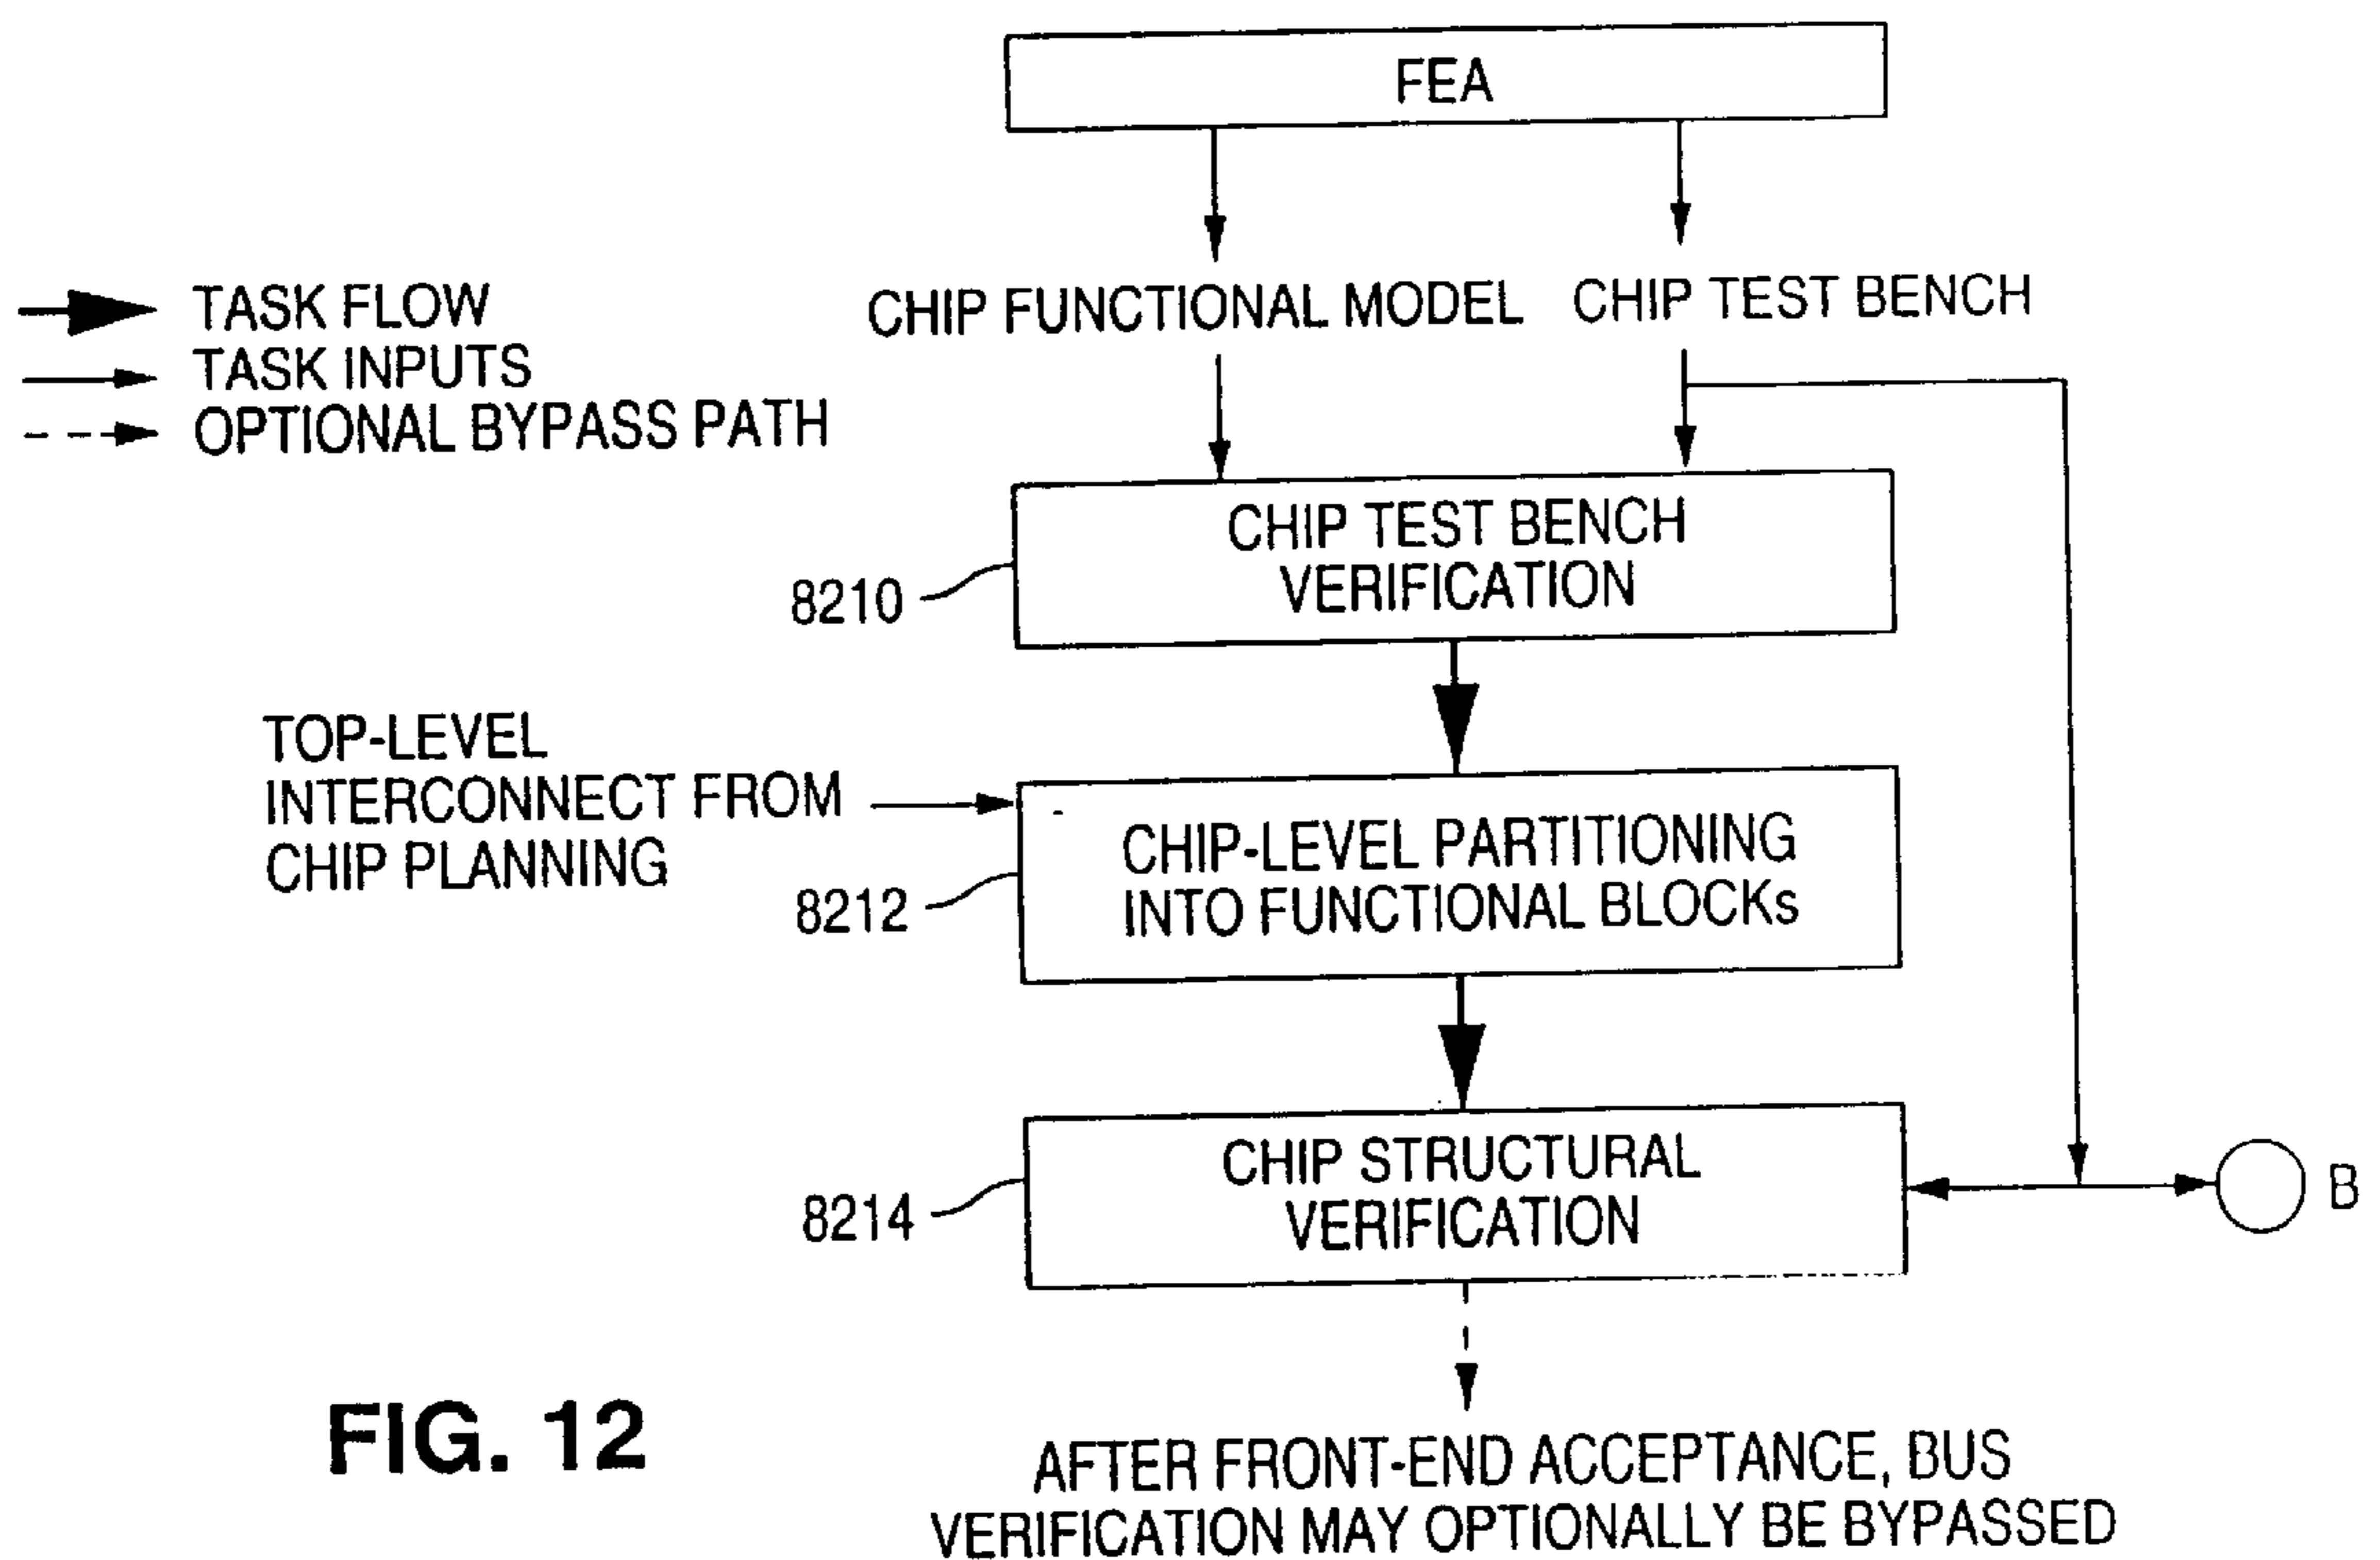 FEA
TASK FLOW
TASK INPUTS
OPTIONAL BYPASS PATH
CHIP FUNCTIONAL MODEL
CHIP TEST BENCH
CHIP TEST BENCH
VERIFICATION
8210
TOP-LEVEL
INTERCONNECT FROM
CHIP PLANNING
CHIP-LEVEL PARTITIONING
INTO FUNCTIONAL BLOCKs
8212
CHIP STRUCTURAL
VERIFICATION
8214
B
AFTER FRONT-END ACCEPTANCE, BUS
VERIFICATION MAY OPTIONALLY BE BYPASSED
FIG. 12